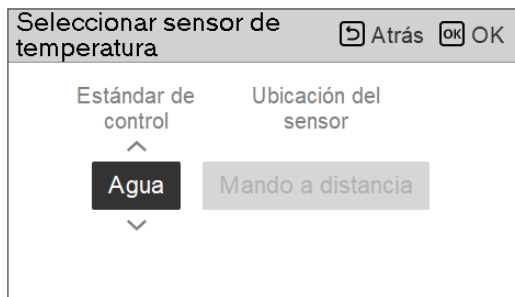 Seleccionar sensor de
temperatura
Atrás OK OK
Estándar de
control
Ubicación del
sensor
Agua
Mando a distancia